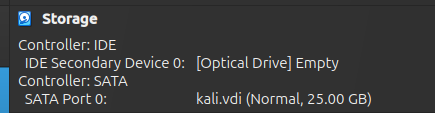 Storage
Controller: IDE
IDE Secondary Device 0: [Optical Drive] Empty
Controller: SATA
SATA Port 0: kali.vdi (Normal, 25.00 GB)